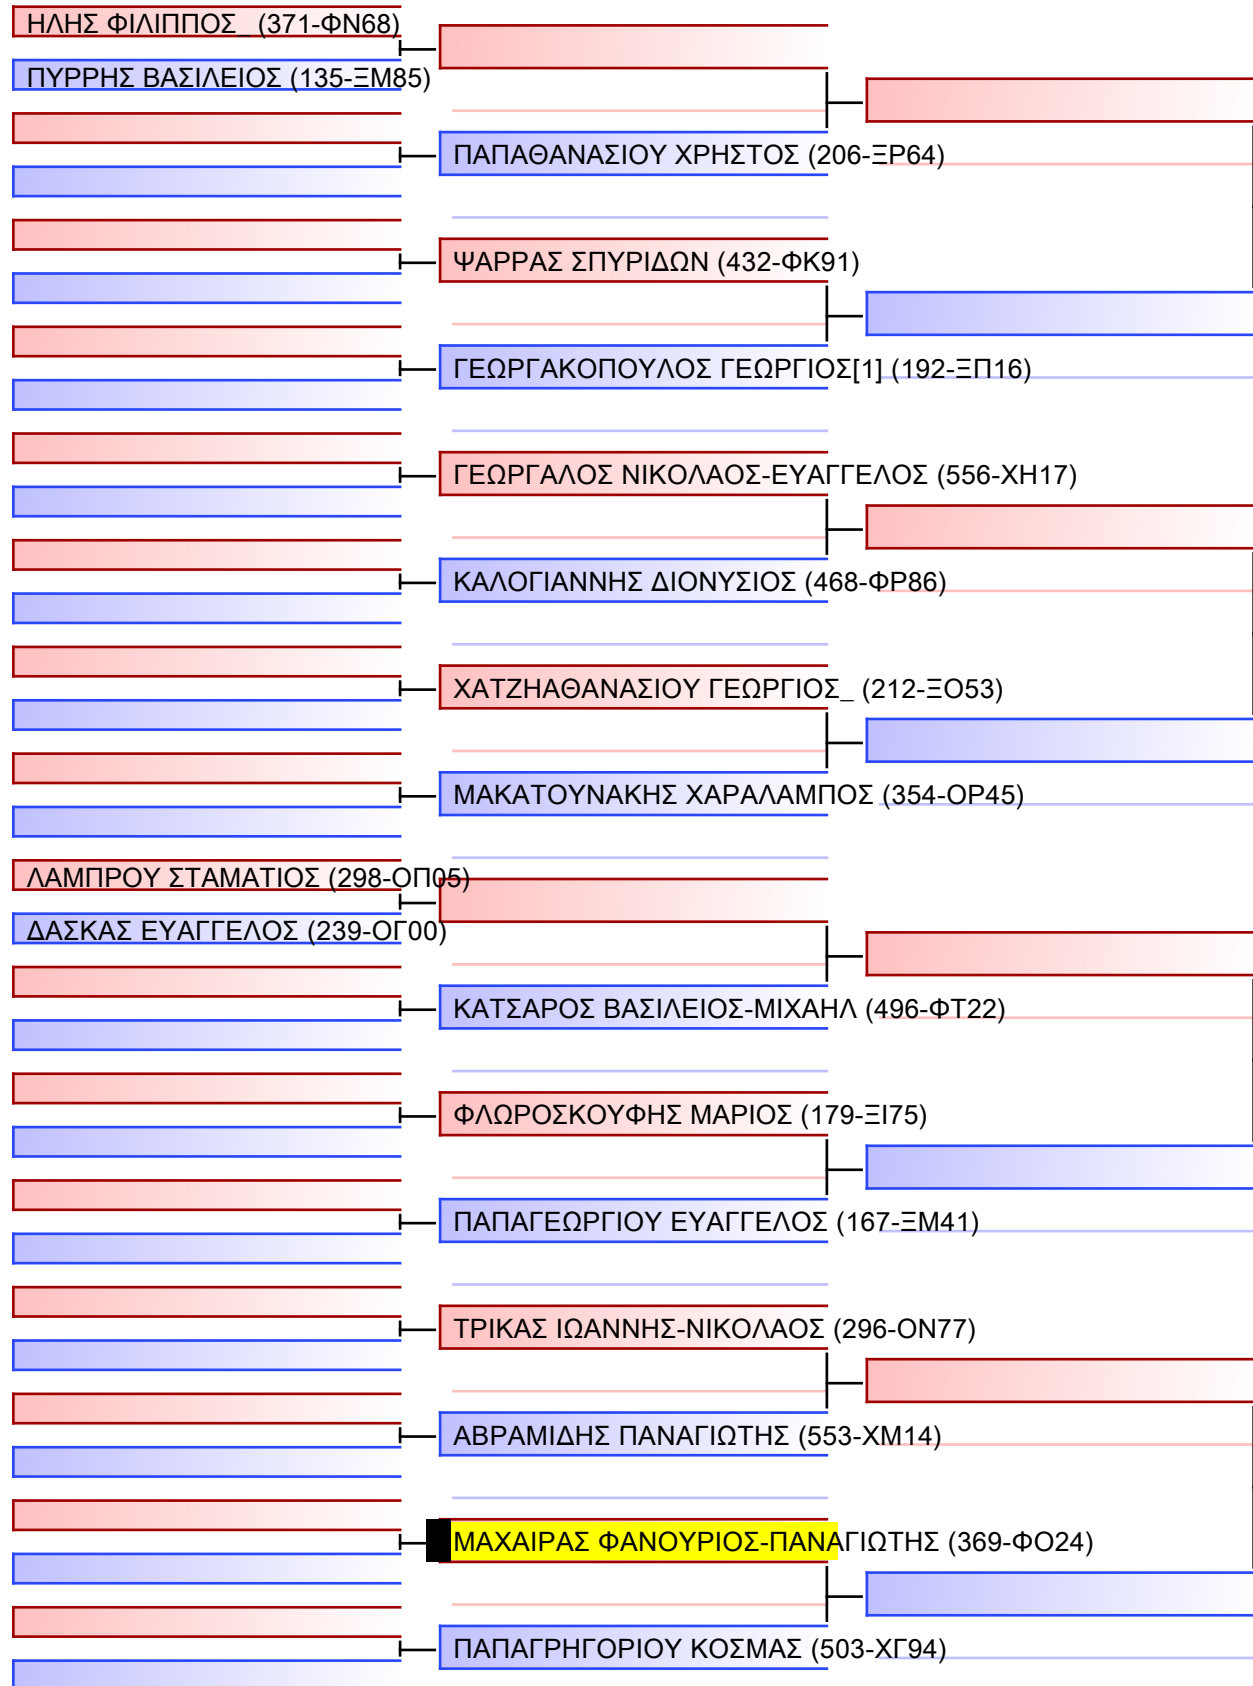 ΗΛΗΣ ΦΙΛΙΠΠΟΣ_ (371-ΦΝ68)
ΠΥΡΡΗΣ ΒΑΣΙΛΕΙΟΣ (135-ΞΜ85)
ΠΑΠΑΘΑΝΑΣΙΟΥ ΧΡΗΣΤΟΣ (206-ΞΡ64)
ΨΑΡΡΑΣ ΣΠΥΡΙΔΩΝ (432-ΦΚ91)
ΓΕΩΡΓΑΚΟΠΟΥΛΟΣ ΓΕΩΡΓΙΟΣ[1] (192-ΞΠ16)
ΓΕΩΡΓΑΛΟΣ ΝΙΚΟΛΑΟΣ-ΕΥΑΓΓΕΛΟΣ (556-ΧΗ17)
ΚΑΛΟΓΙΑΝΝΗΣ ΔΙΟΝΥΣΙΟΣ (468-ΦΡ86)
ΧΑΤΖΗΑΘΑΝΑΣΙΟΥ ΓΕΩΡΓΙΟΣ_ (212-ΞΟ53)
ΜΑΚΑΤΟΥΝΑΚΗΣ ΧΑΡΑΛΑΜΠΟΣ (354-ΟΡ45)
ΛΑΜΠΡΟΥ ΣΤΑΜΑΤΙΟΣ (298-ΟΠ05)
ΔΑΣΚΑΣ ΕΥΑΓΓΕΛΟΣ (239-ΟΓ00)
ΚΑΤΣΑΡΟΣ ΒΑΣΙΛΕΙΟΣ-ΜΙΧΑΗΛ (496-ΦΤ22)
ΦΛΩΡΟΣΚΟΥΦΗΣ ΜΑΡΙΟΣ (179-ΞΙ75)
ΠΑΠΑΓΕΩΡΓΙΟΥ ΕΥΑΓΓΕΛΟΣ (167-ΞΜ41)
ΤΡΙΚΑΣ ΙΩΑΝΝΗΣ-ΝΙΚΟΛΑΟΣ (296-ΟΝ77)
ΑΒΡΑΜΙΔΗΣ ΠΑΝΑΓΙΩΤΗΣ (553-ΧΜ14)
ΜΑΧΑΙΡΑΣ ΦΑΝΟΥΡΙΟΣ-ΠΑΝΑΓΙΩΤΗΣ (369-ΦΟ24)
ΠΑΠΑΓΡΗΓΟΡΙΟΥ ΚΟΣΜΑΣ (503-ΧΓ94)